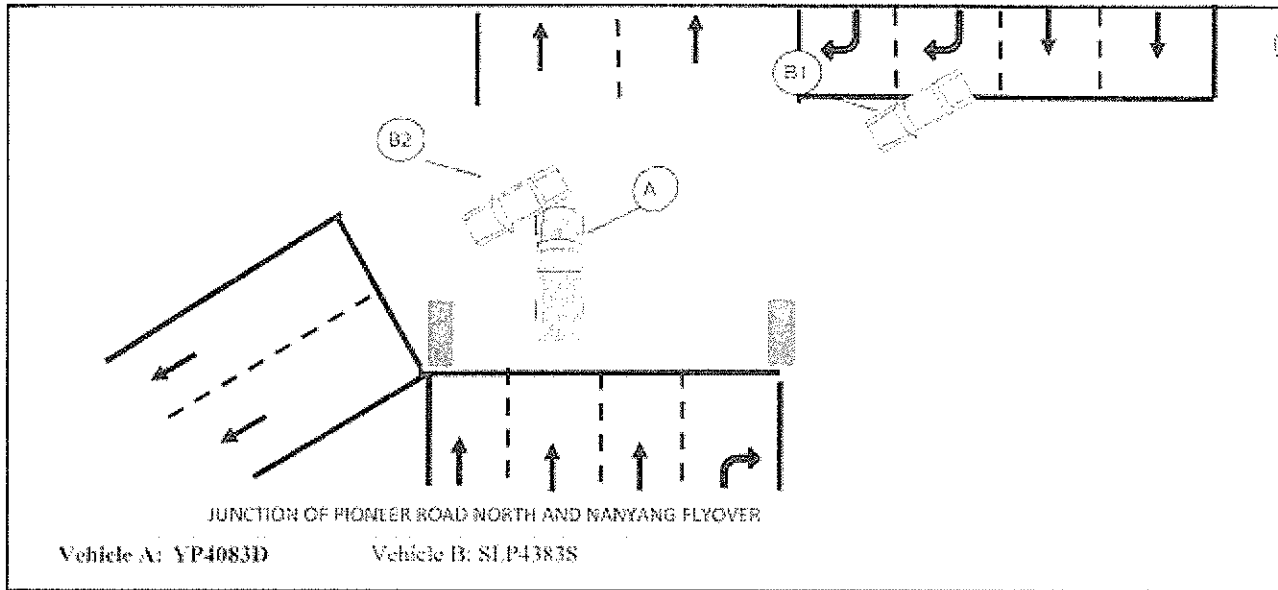 B1
B2
A
JUNCTION OF PIONEER ROAD NORTH AND NANYANG FLYOVER
Vehicle A: YP4083D Vehicle B: SLP4383S